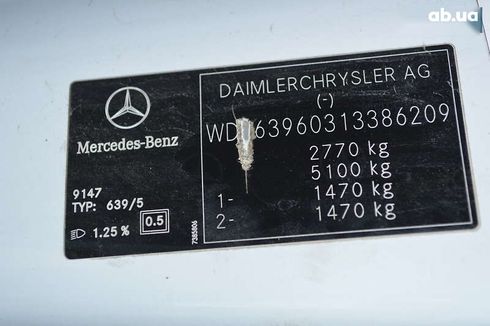 ab.ua
DAIMLERCHRYSLER AG
(-)
63960313386209
Mercedes-Benz
2770 kg
5100 kg
1- 1470 kg
2- 1470 kg
9147
TYP: 639/5
1.25 % 0.5
7385806